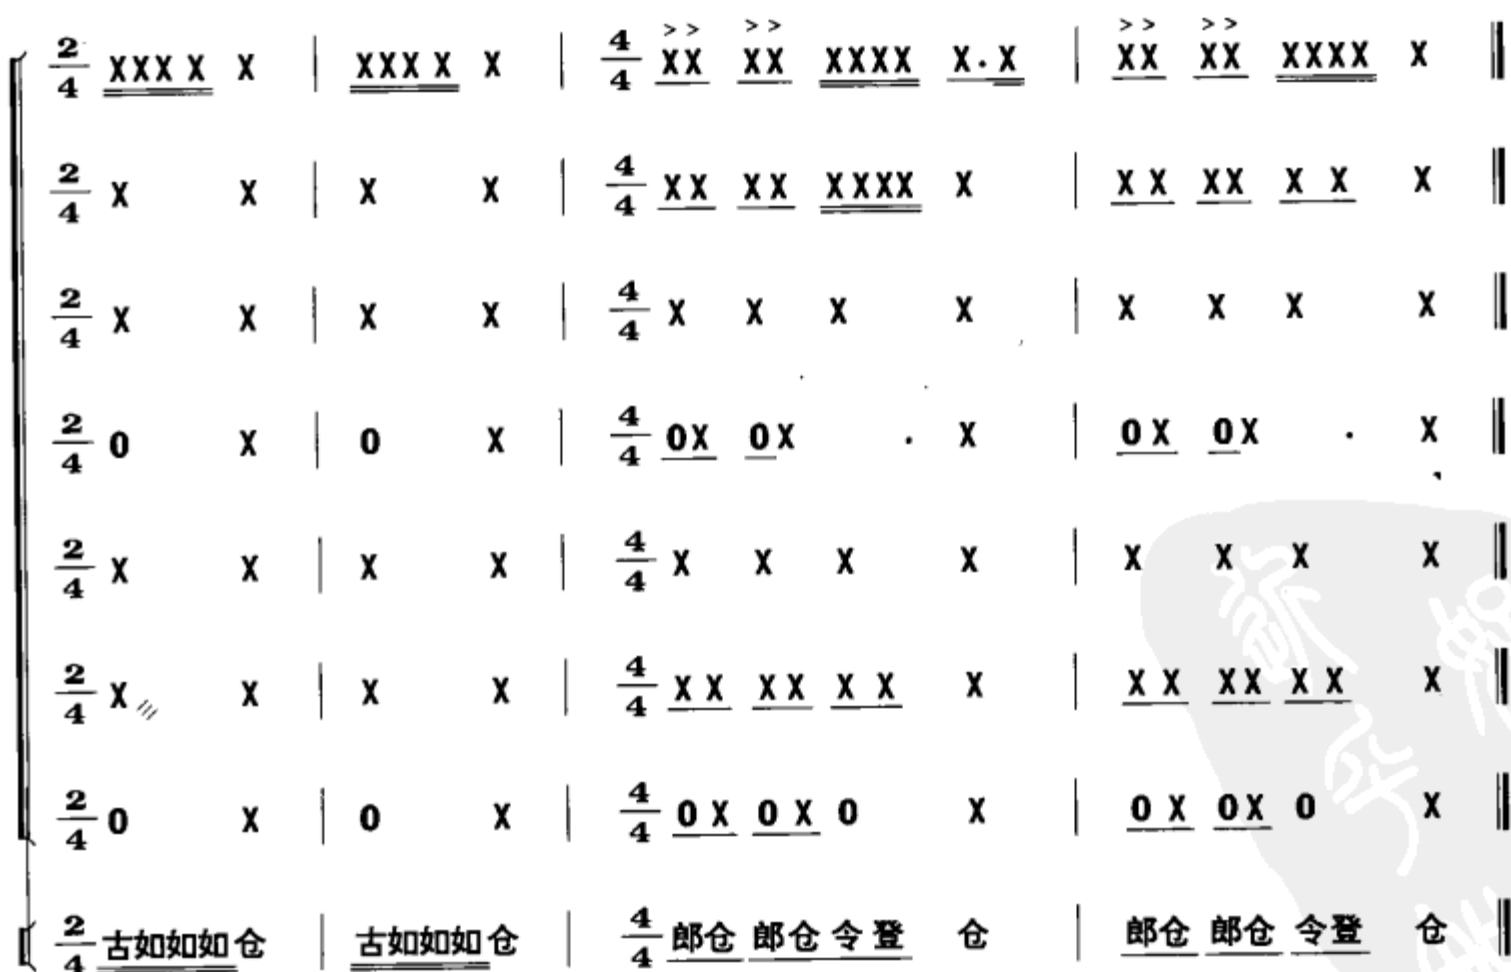 2/4 XXXX X | XXXX X | 4/4 >> XX >> XX XXXX X.X | >> XX >> XX XXXX X ‖
2/4 X X | X X | 4/4 XX XX XXXX X | XX XX XX X ‖
2/4 X X | X X | 4/4 X X X X | X X X X ‖
2/4 0 X | 0 X | 4/4 0X 0X . X | 0X 0X . X ‖
2/4 X X | X X | 4/4 X X X X | X X X X ‖
2/4 X/// X | X X | 4/4 XX XX XX X | XX XX XX X ‖
2/4 0 X | 0 X | 4/4 0X 0X 0 X | 0X 0X 0 X ‖
2/4 古如如如仓 | 古如如如仓 | 4/4 郎仓 郎仓 令登 仓 | 郎仓 郎仓 令登 仓 ‖